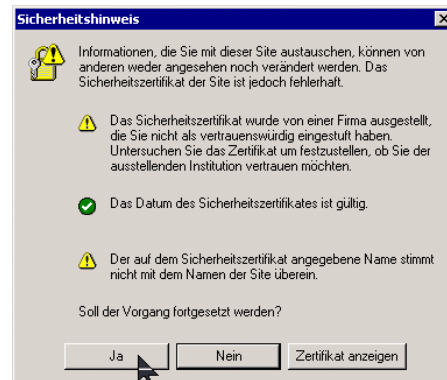 Sicherheitshinweis
Informationen, die Sie mit dieser Site austauschen, können von
anderen weder angesehen noch verändert werden. Das
Sicherheitszertifikat der Site ist jedoch fehlerhaft.
Das Sicherheitszertifikat wurde von einer Firma ausgestellt,
die Sie nicht als vertrauenswürdig eingestuft haben.
Untersuchen Sie das Zertifikat um festzustellen, ob Sie der
ausstellenden Institution vertrauen möchten.
Das Datum des Sicherheitszertifikates ist gültig.
Der auf dem Sicherheitszertifikat angegebene Name stimmt
nicht mit dem Namen der Site überein.
Soll der Vorgang fortgesetzt werden?
Ja Nein Zertifikat anzeigen